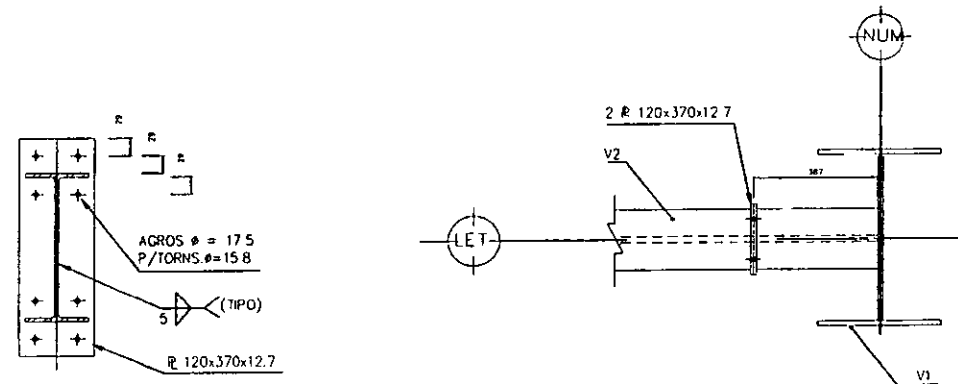 NUM
2 PL 120x370x12.7
V2
387
LET
AGROS ø = 17.5
P/TORNS.ø=15.8
5
(TIPO)
PL 120x370x12.7
V1